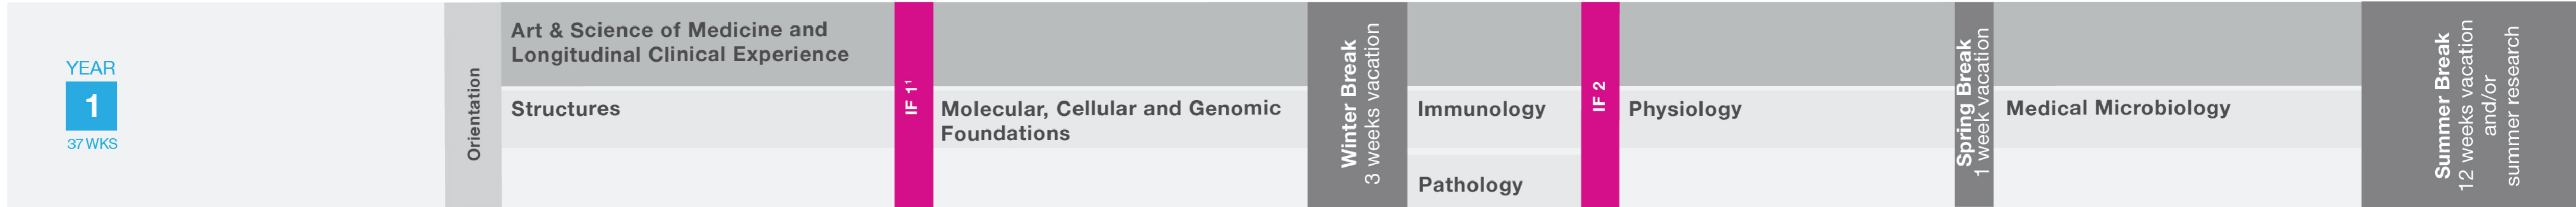 YEAR
1
37 WKS
Orientation
Art & Science of Medicine and
Longitudinal Clinical Experience
Structures
IF 1¹
Molecular, Cellular and Genomic
Foundations
Winter Break
3 weeks vacation
Immunology
Pathology
IF 2
Physiology
Spring Break
1 week vacation
Medical Microbiology
Summer Break
12 weeks vacation
and/or
summer research